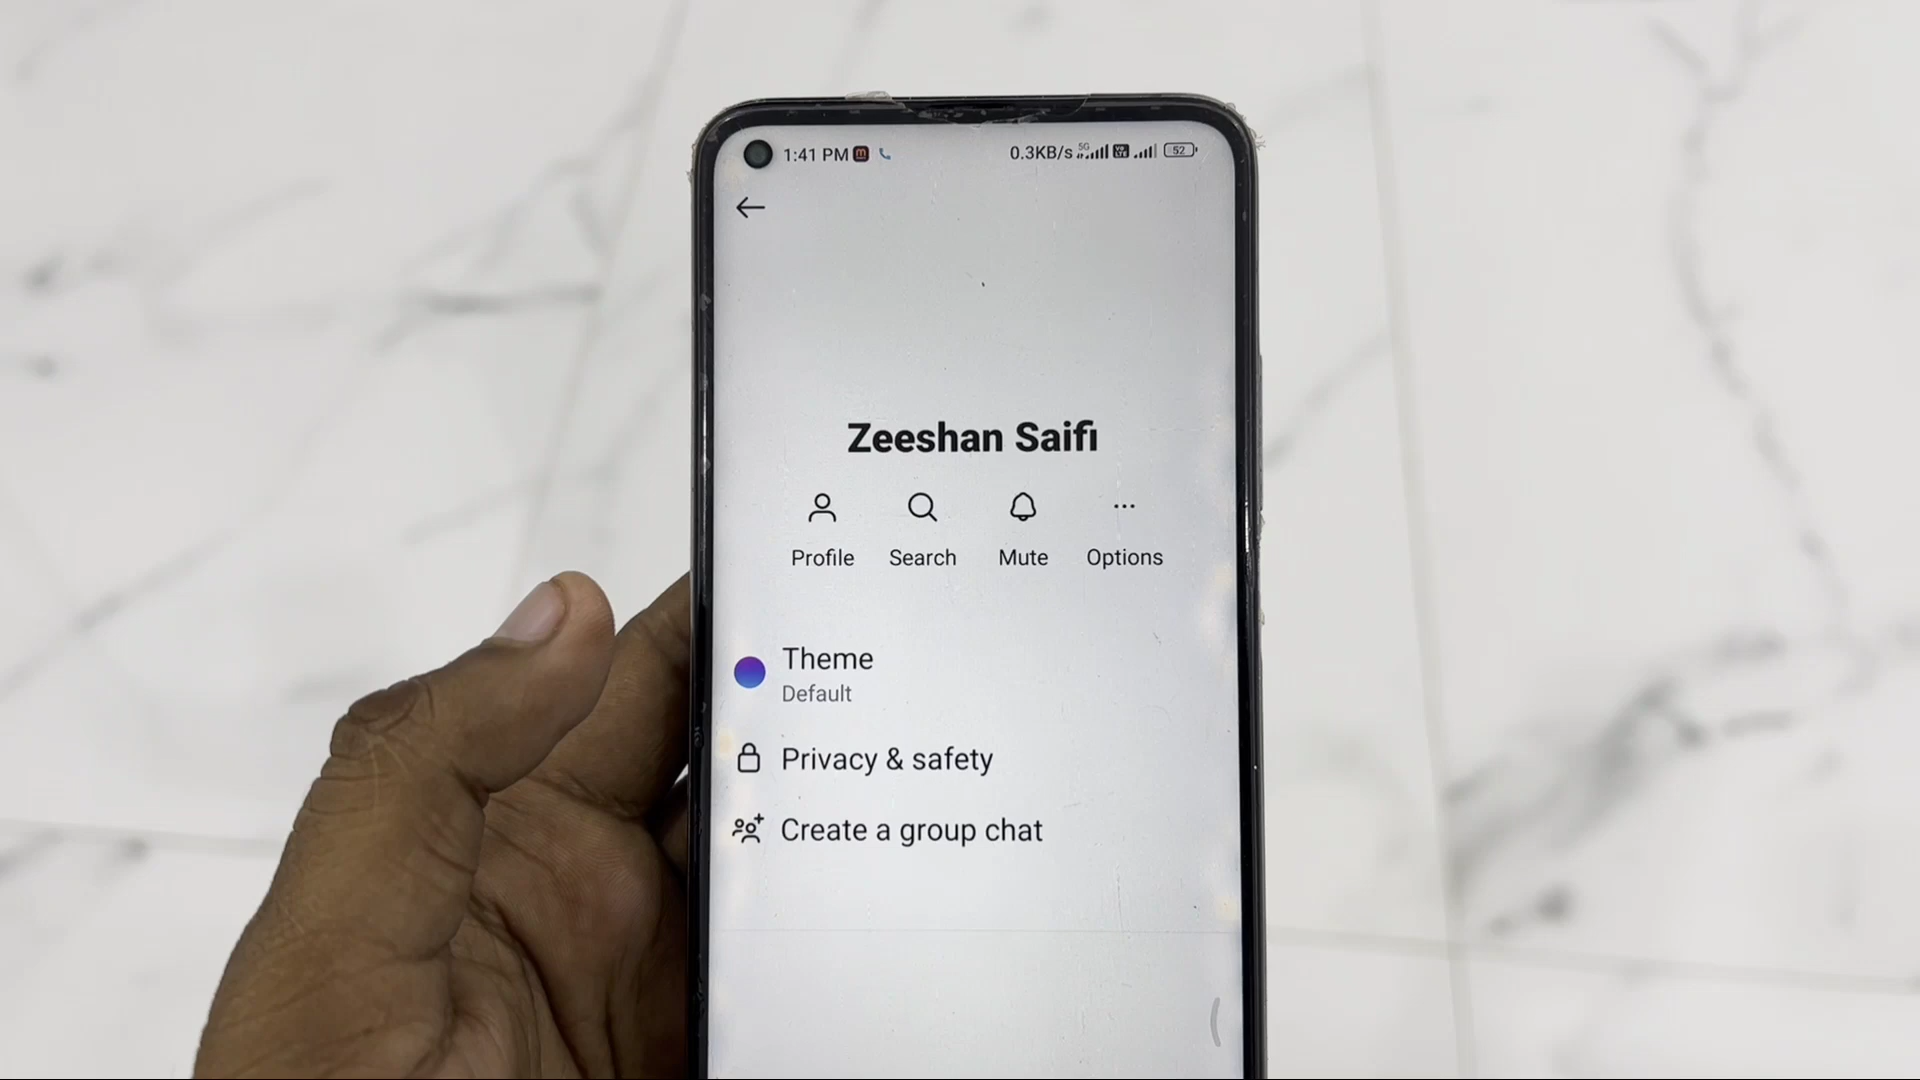 1:41 PM 0.3KB/s 5G 52
Zeeshan Saifi
Profile Search Mute Options
Theme
Default
Privacy & safety
Create a group chat